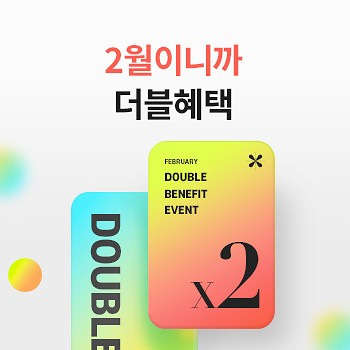 2월이니까
더블혜택
FEBRUARY
DOUBLE
BENEFIT
EVENT
x2
DOUBLE